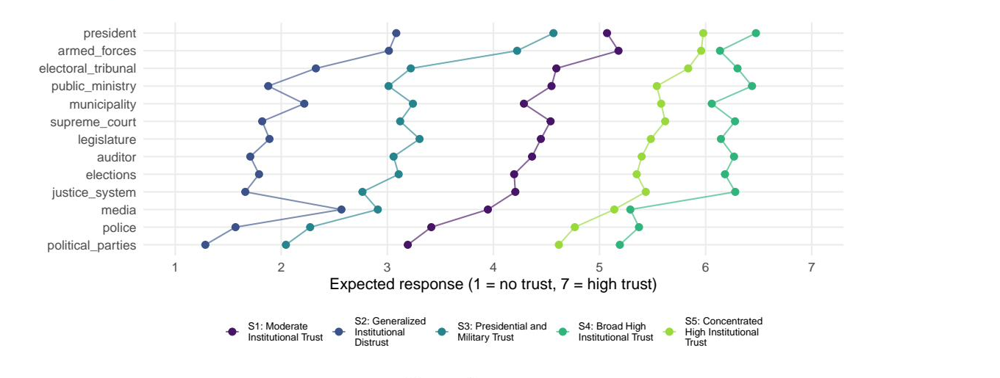 president
armed_forces
electoral_tribunal
public_ministry
municipality
supreme_court
legislature
auditor
elections
justice_system
media
police
political_parties
1 2 3 4 5 6 7
Expected response (1 = no trust, 7 = high trust)
S1: Moderate
Institutional Trust
S2: Generalized
Institutional
Distrust
S3: Presidential and
Military Trust
S4: Broad High
Institutional Trust
S5: Concentrated
High Institutional
Trust